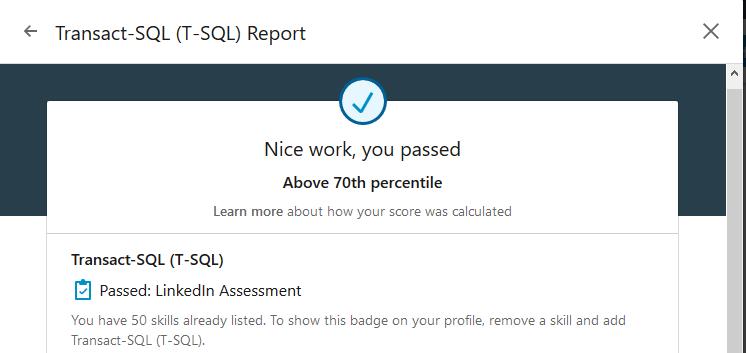 Transact-SQL (T-SQL) Report
Nice work, you passed
Above 70th percentile
Learn more about how your score was calculated
Transact-SQL (T-SQL)
Passed: LinkedIn Assessment
You have 50 skills already listed. To show this badge on your profile, remove a skill and add
Transact-SQL (T-SQL).